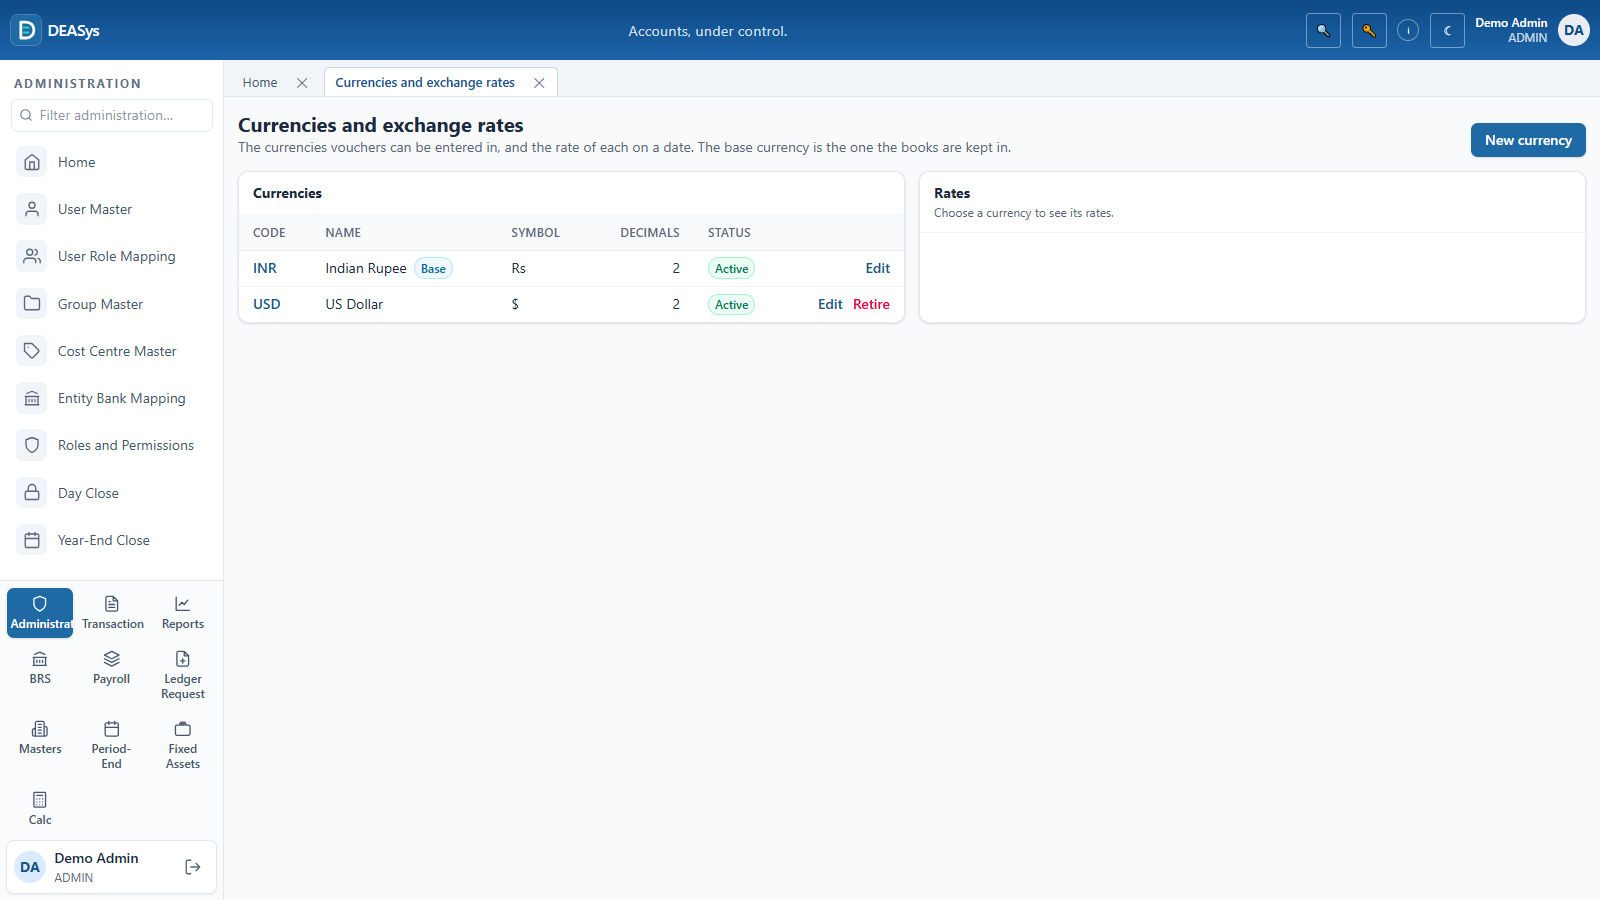 DEASys
Accounts, under control.
Demo Admin
ADMIN
DA
ADMINISTRATION
Filter administration...
Home
User Master
User Role Mapping
Group Master
Cost Centre Master
Entity Bank Mapping
Roles and Permissions
Day Close
Year-End Close
Administrat
Transaction
Reports
BRS
Payroll
Ledger
Request
Masters
Period-
End
Fixed
Assets
Calc
DA
Demo Admin
ADMIN
Home
Currencies and exchange rates
Currencies and exchange rates
The currencies vouchers can be entered in, and the rate of each on a date. The base currency is the one the books are kept in.
New currency
Currencies
CODE NAME SYMBOL DECIMALS STATUS
INR Indian Rupee Base Rs 2 Active Edit
USD US Dollar $ 2 Active Edit Retire
Rates
Choose a currency to see its rates.